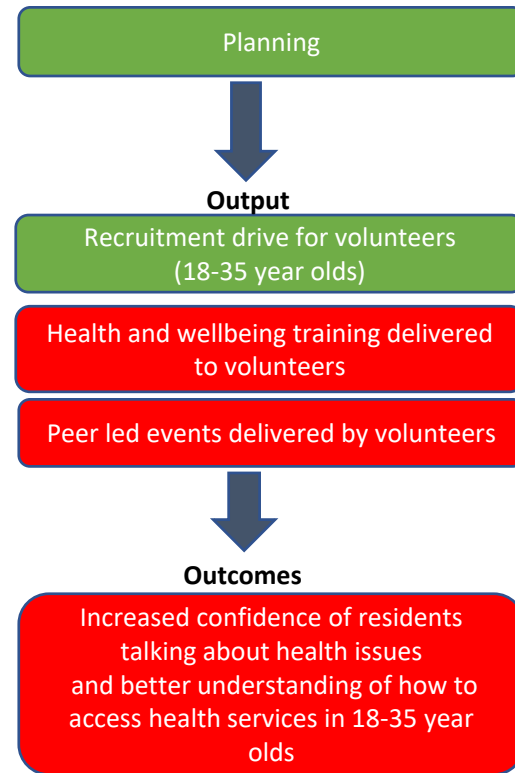 Planning
Output
Recruitment drive for volunteers
(18-35 year olds)
Health and wellbeing training delivered
to volunteers
Peer led events delivered by volunteers
Outcomes
Increased confidence of residents
talking about health issues
and better understanding of how to
access health services in 18-35 year
olds